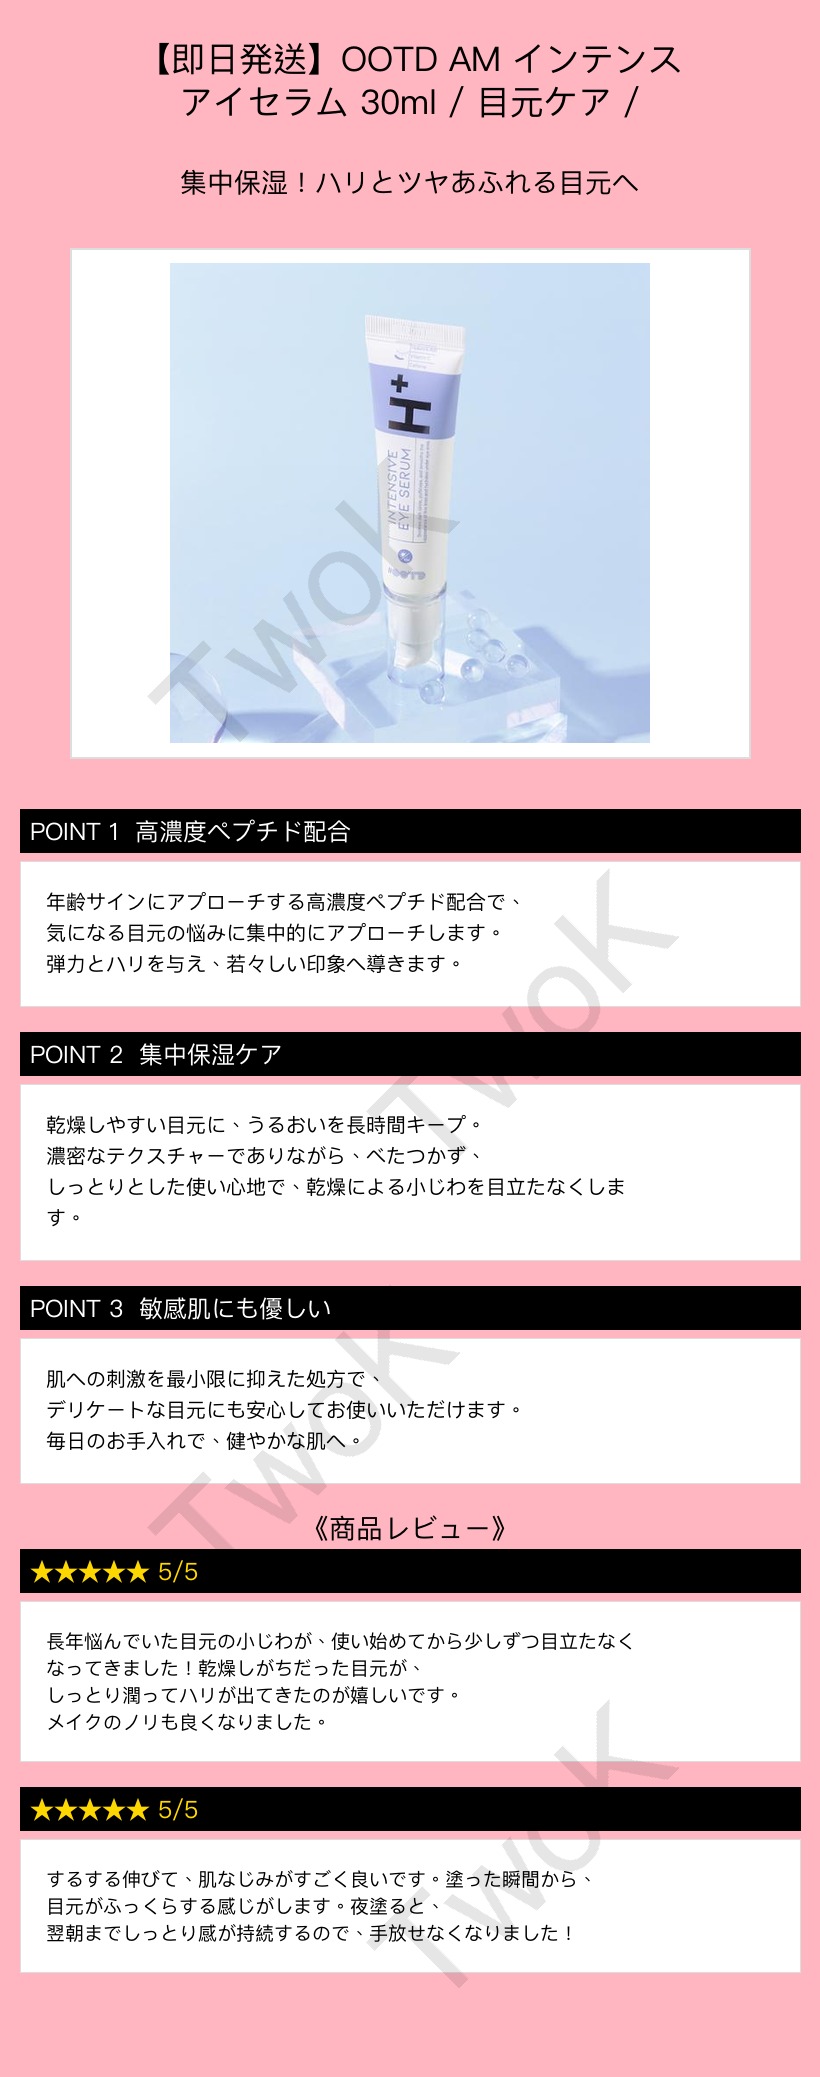 【即日発送】OOTD AM インテンス
アイセラム 30ml / 目元ケア /
集中保湿！ハリとツヤあふれる目元へ
H+
INTENSIVE
EYE SERUM
TwoK
POINT 1 高濃度ペプチド配合
年齢サインにアプローチする高濃度ペプチド配合で、
気になる目元の悩みに集中的にアプローチします。
弾力とハリを与え、若々しい印象へ導きます。
TwoK
POINT 2 集中保湿ケア
乾燥しやすい目元に、うるおいを長時間キープ。
濃密なテクスチャーでありながら、べたつかず、
しっとりとした使い心地で、乾燥による小じわを目立たなくしま
す。
POINT 3 敏感肌にも優しい
肌への刺激を最小限に抑えた処方で、
デリケートな目元にも安心してお使いいただけます。
毎日のお手入れで、健やかな肌へ。
TwoK
《商品レビュー》
★★★★★ 5/5
長年悩んでいた目元の小じわが、使い始めてから少しずつ目立たなく
なってきました！乾燥しがちだった目元が、
しっとり潤ってハリが出てきたのが嬉しいです。
メイクのノリも良くなりました。
★★★★★ 5/5
するする伸びて、肌なじみがすごく良いです。塗った瞬間から、
目元がふっくらする感じがします。夜塗ると、
翌朝までしっとり感が持続するので、手放せなくなりました！
TwoK